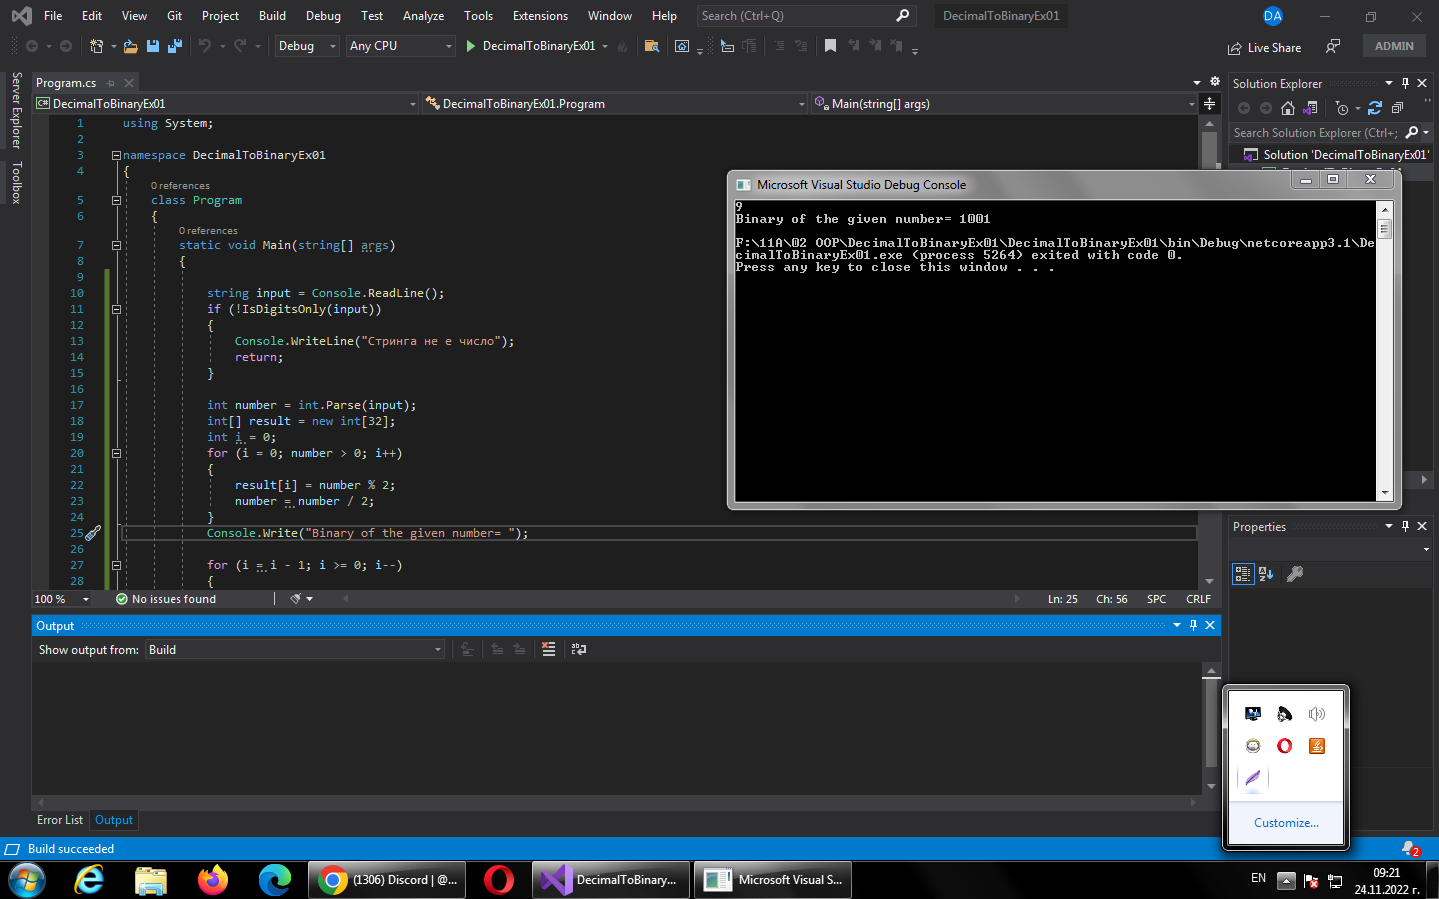 File Edit View Git Project Build Debug Test Analyze Tools Extensions Window Help Search (Ctrl+Q) DecimalToBinaryEx01 DA
Debug Any CPU DecimalToBinaryEx01 Live Share ADMIN
Server Explorer
Toolbox
Program.cs
DecimalToBinaryEx01 DecimalToBinaryEx01.Program Main(string[] args)
1 using System;
2
3 namespace DecimalToBinaryEx01
4 {
0 references
5 class Program
6 {
0 references
7 static void Main(string[] args)
8 {
9
10 string input = Console.ReadLine();
11 if (!IsDigitsOnly(input))
12 {
13 Console.WriteLine("Стринга не е число");
14 return;
15 }
16
17 int number = int.Parse(input);
18 int[] result = new int[32];
19 int i = 0;
20 for (i = 0; number > 0; i++)
21 {
22 result[i] = number % 2;
23 number = number / 2;
24 }
25 Console.Write("Binary of the given number= ");
26
27 for (i = i - 1; i >= 0; i--)
28 {
100 % No issues found Ln: 25 Ch: 56 SPC CRLF
Solution Explorer
Search Solution Explorer (Ctrl+;
Solution 'DecimalToBinaryEx01'
Microsoft Visual Studio Debug Console
9
Binary of the given number= 1001
F:\11A\02 OOP\DecimalToBinaryEx01\DecimalToBinaryEx01\bin\Debug\netcoreapp3.1\De
cimalToBinaryEx01.exe (process 5264) exited with code 0.
Press any key to close this window . . .
Properties
Output
Show output from: Build
Error List Output
Customize...
Build succeeded 2
(1306) Discord | @... DecimalToBinary... Microsoft Visual S... EN 09:21
24.11.2022 г.